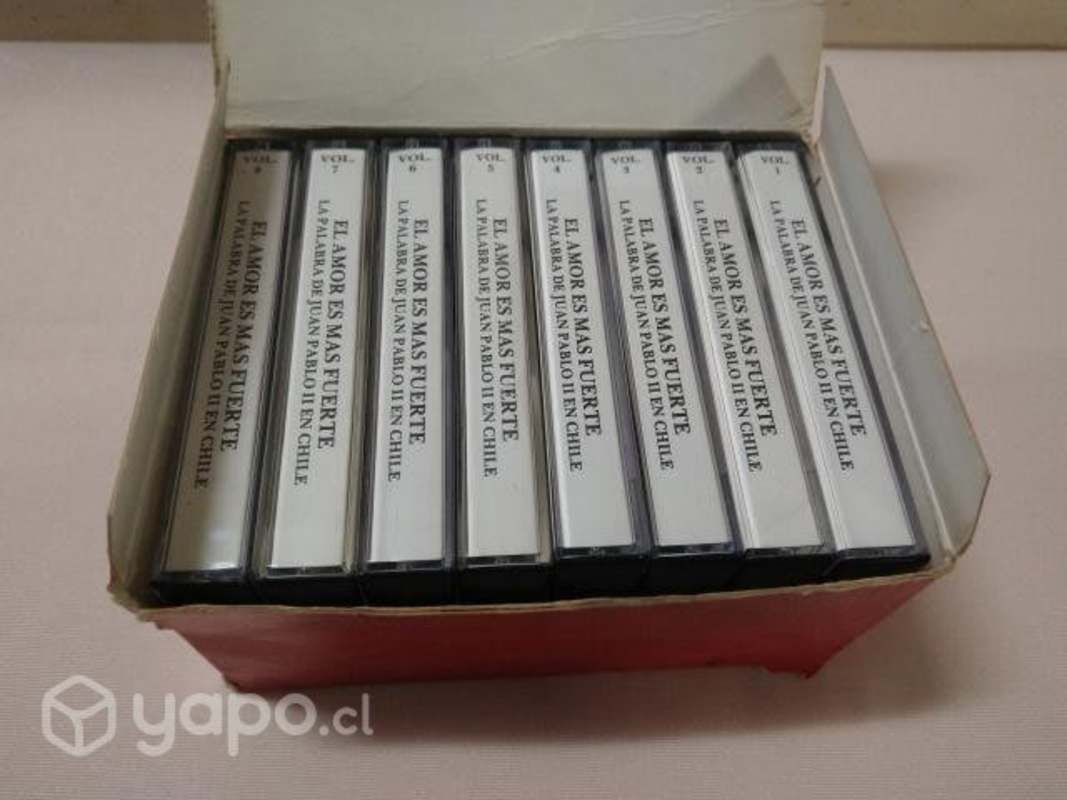 VOL.
8
EL AMOR ES MAS FUERTE
LA PALABRA DE JUAN PABLO II EN CHILE
VOL.
7
EL AMOR ES MAS FUERTE
LA PALABRA DE JUAN PABLO II EN CHILE
VOL.
6
EL AMOR ES MAS FUERTE
LA PALABRA DE JUAN PABLO II EN CHILE
VOL.
5
EL AMOR ES MAS FUERTE
LA PALABRA DE JUAN PABLO II EN CHILE
VOL.
4
EL AMOR ES MAS FUERTE
LA PALABRA DE JUAN PABLO II EN CHILE
VOL.
3
EL AMOR ES MAS FUERTE
LA PALABRA DE JUAN PABLO II EN CHILE
VOL.
2
EL AMOR ES MAS FUERTE
LA PALABRA DE JUAN PABLO II EN CHILE
VOL.
1
EL AMOR ES MAS FUERTE
LA PALABRA DE JUAN PABLO II EN CHILE
yapo.cl